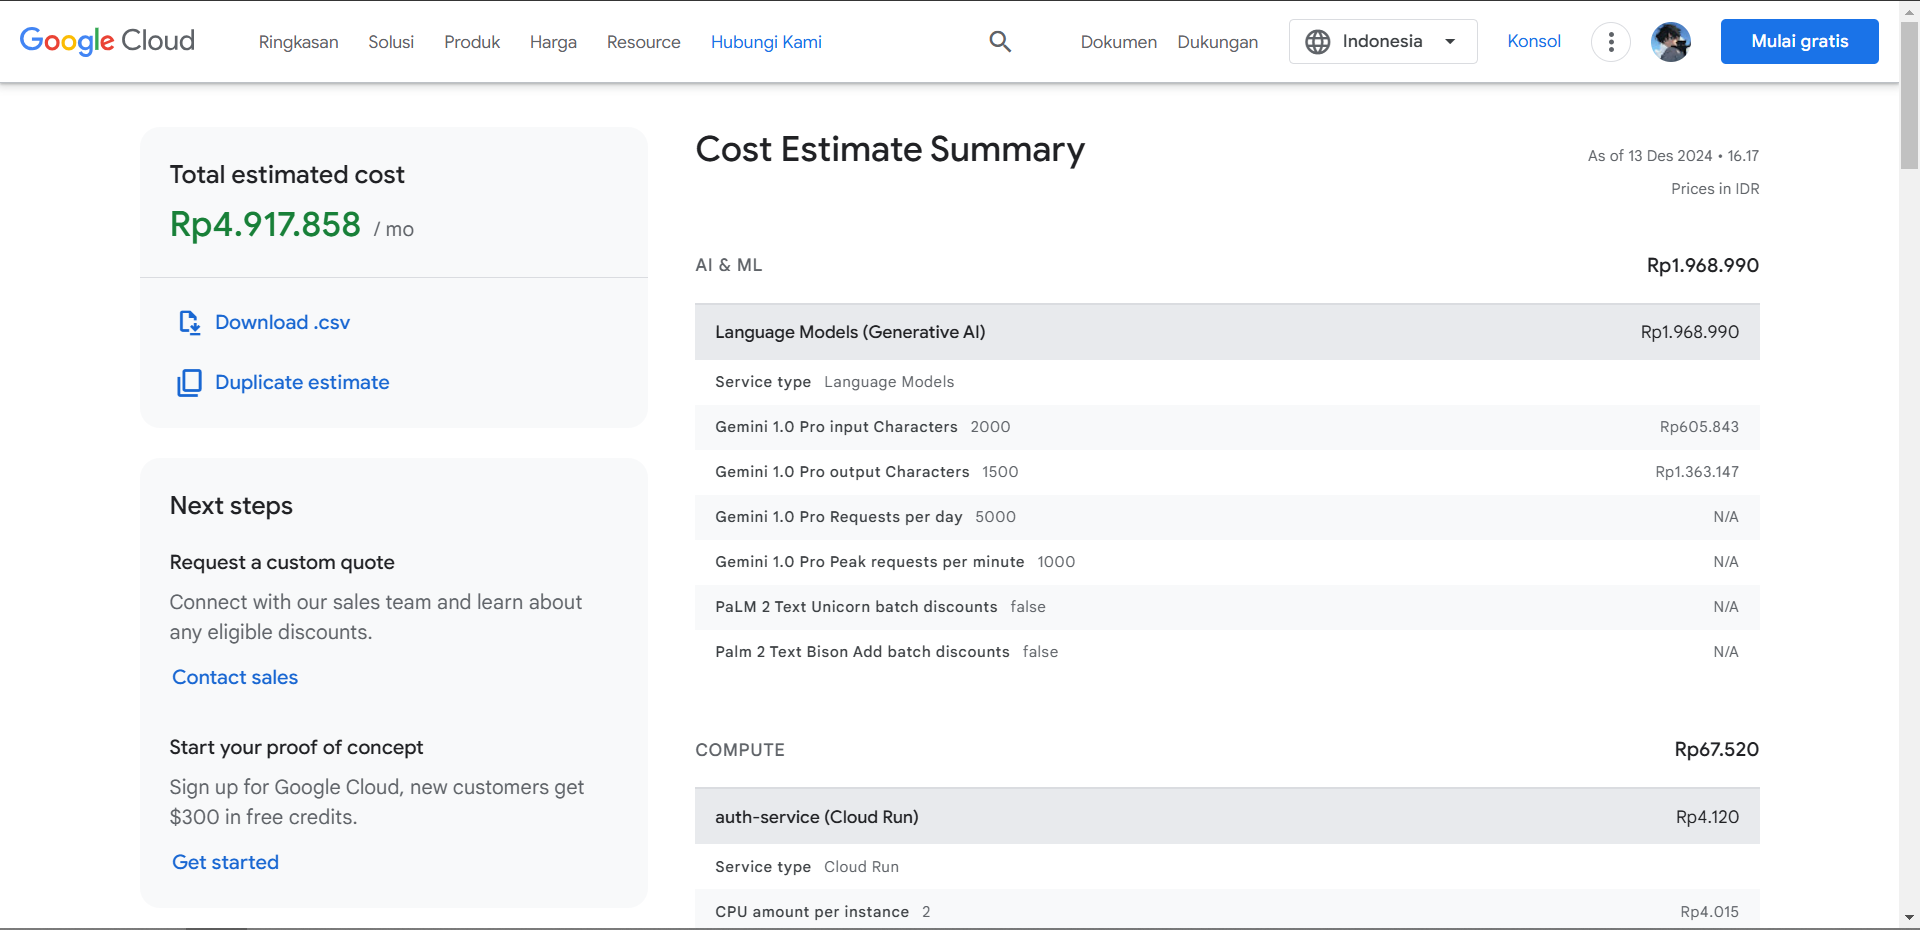 Google Cloud Ringkasan Solusi Produk Harga Resource Hubungi Kami Dokumen Dukungan Indonesia Konsol Mulai gratis
Total estimated cost
Rp4.917.858 / mo
Download .csv
Duplicate estimate
Next steps
Request a custom quote
Connect with our sales team and learn about
any eligible discounts.
Contact sales
Start your proof of concept
Sign up for Google Cloud, new customers get
$300 in free credits.
Get started
Cost Estimate Summary
As of 13 Des 2024 • 16.17
Prices in IDR
AI & ML Rp1.968.990
Language Models (Generative AI) Rp1.968.990
Service type Language Models
Gemini 1.0 Pro input Characters 2000 Rp605.843
Gemini 1.0 Pro output Characters 1500 Rp1.363.147
Gemini 1.0 Pro Requests per day 5000 N/A
Gemini 1.0 Pro Peak requests per minute 1000 N/A
PaLM 2 Text Unicorn batch discounts false N/A
Palm 2 Text Bison Add batch discounts false N/A
COMPUTE Rp67.520
auth-service (Cloud Run) Rp4.120
Service type Cloud Run
CPU amount per instance 2 Rp4.015